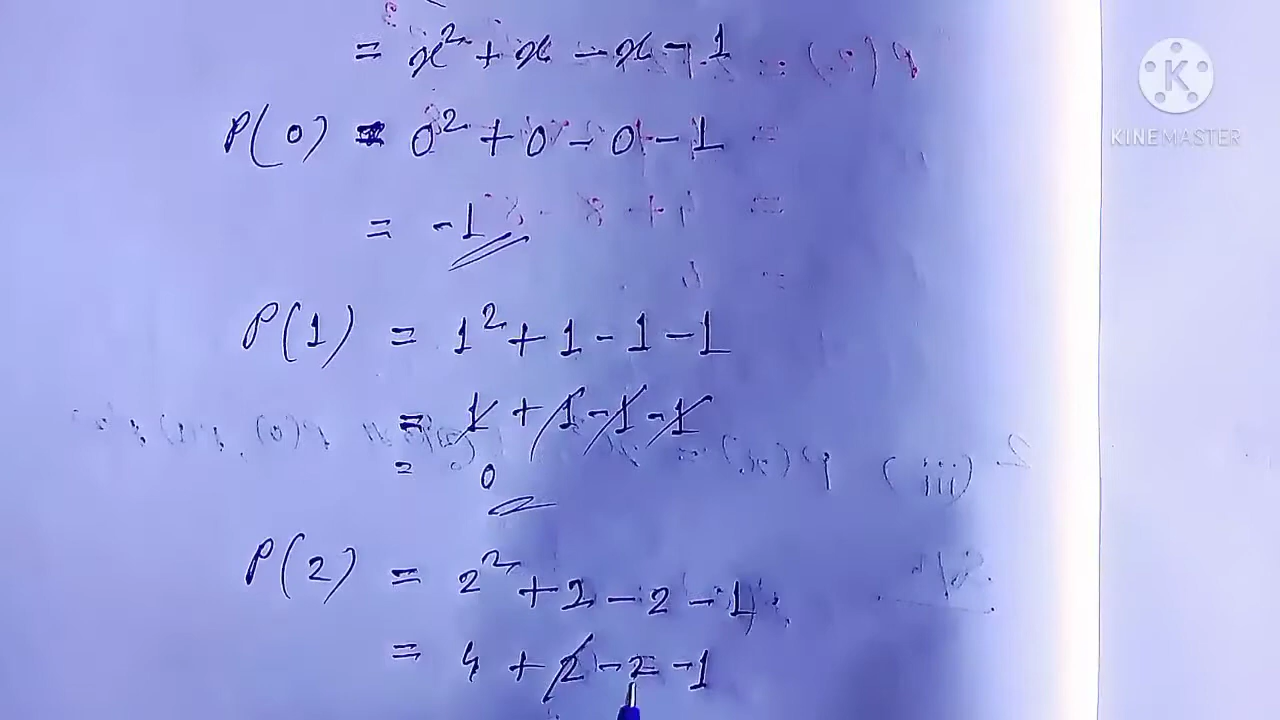 = x² + x - x - 1
P(0) = 0² + 0 - 0 - 1
= -1
P(1) = 1² + 1 - 1 - 1
= 1 + 1 - 1 - 1
= 0
P(2) = 2² + 2 - 2 - 1
= 4 + 2 - 2 - 1
K
KINEMASTER
(iii)